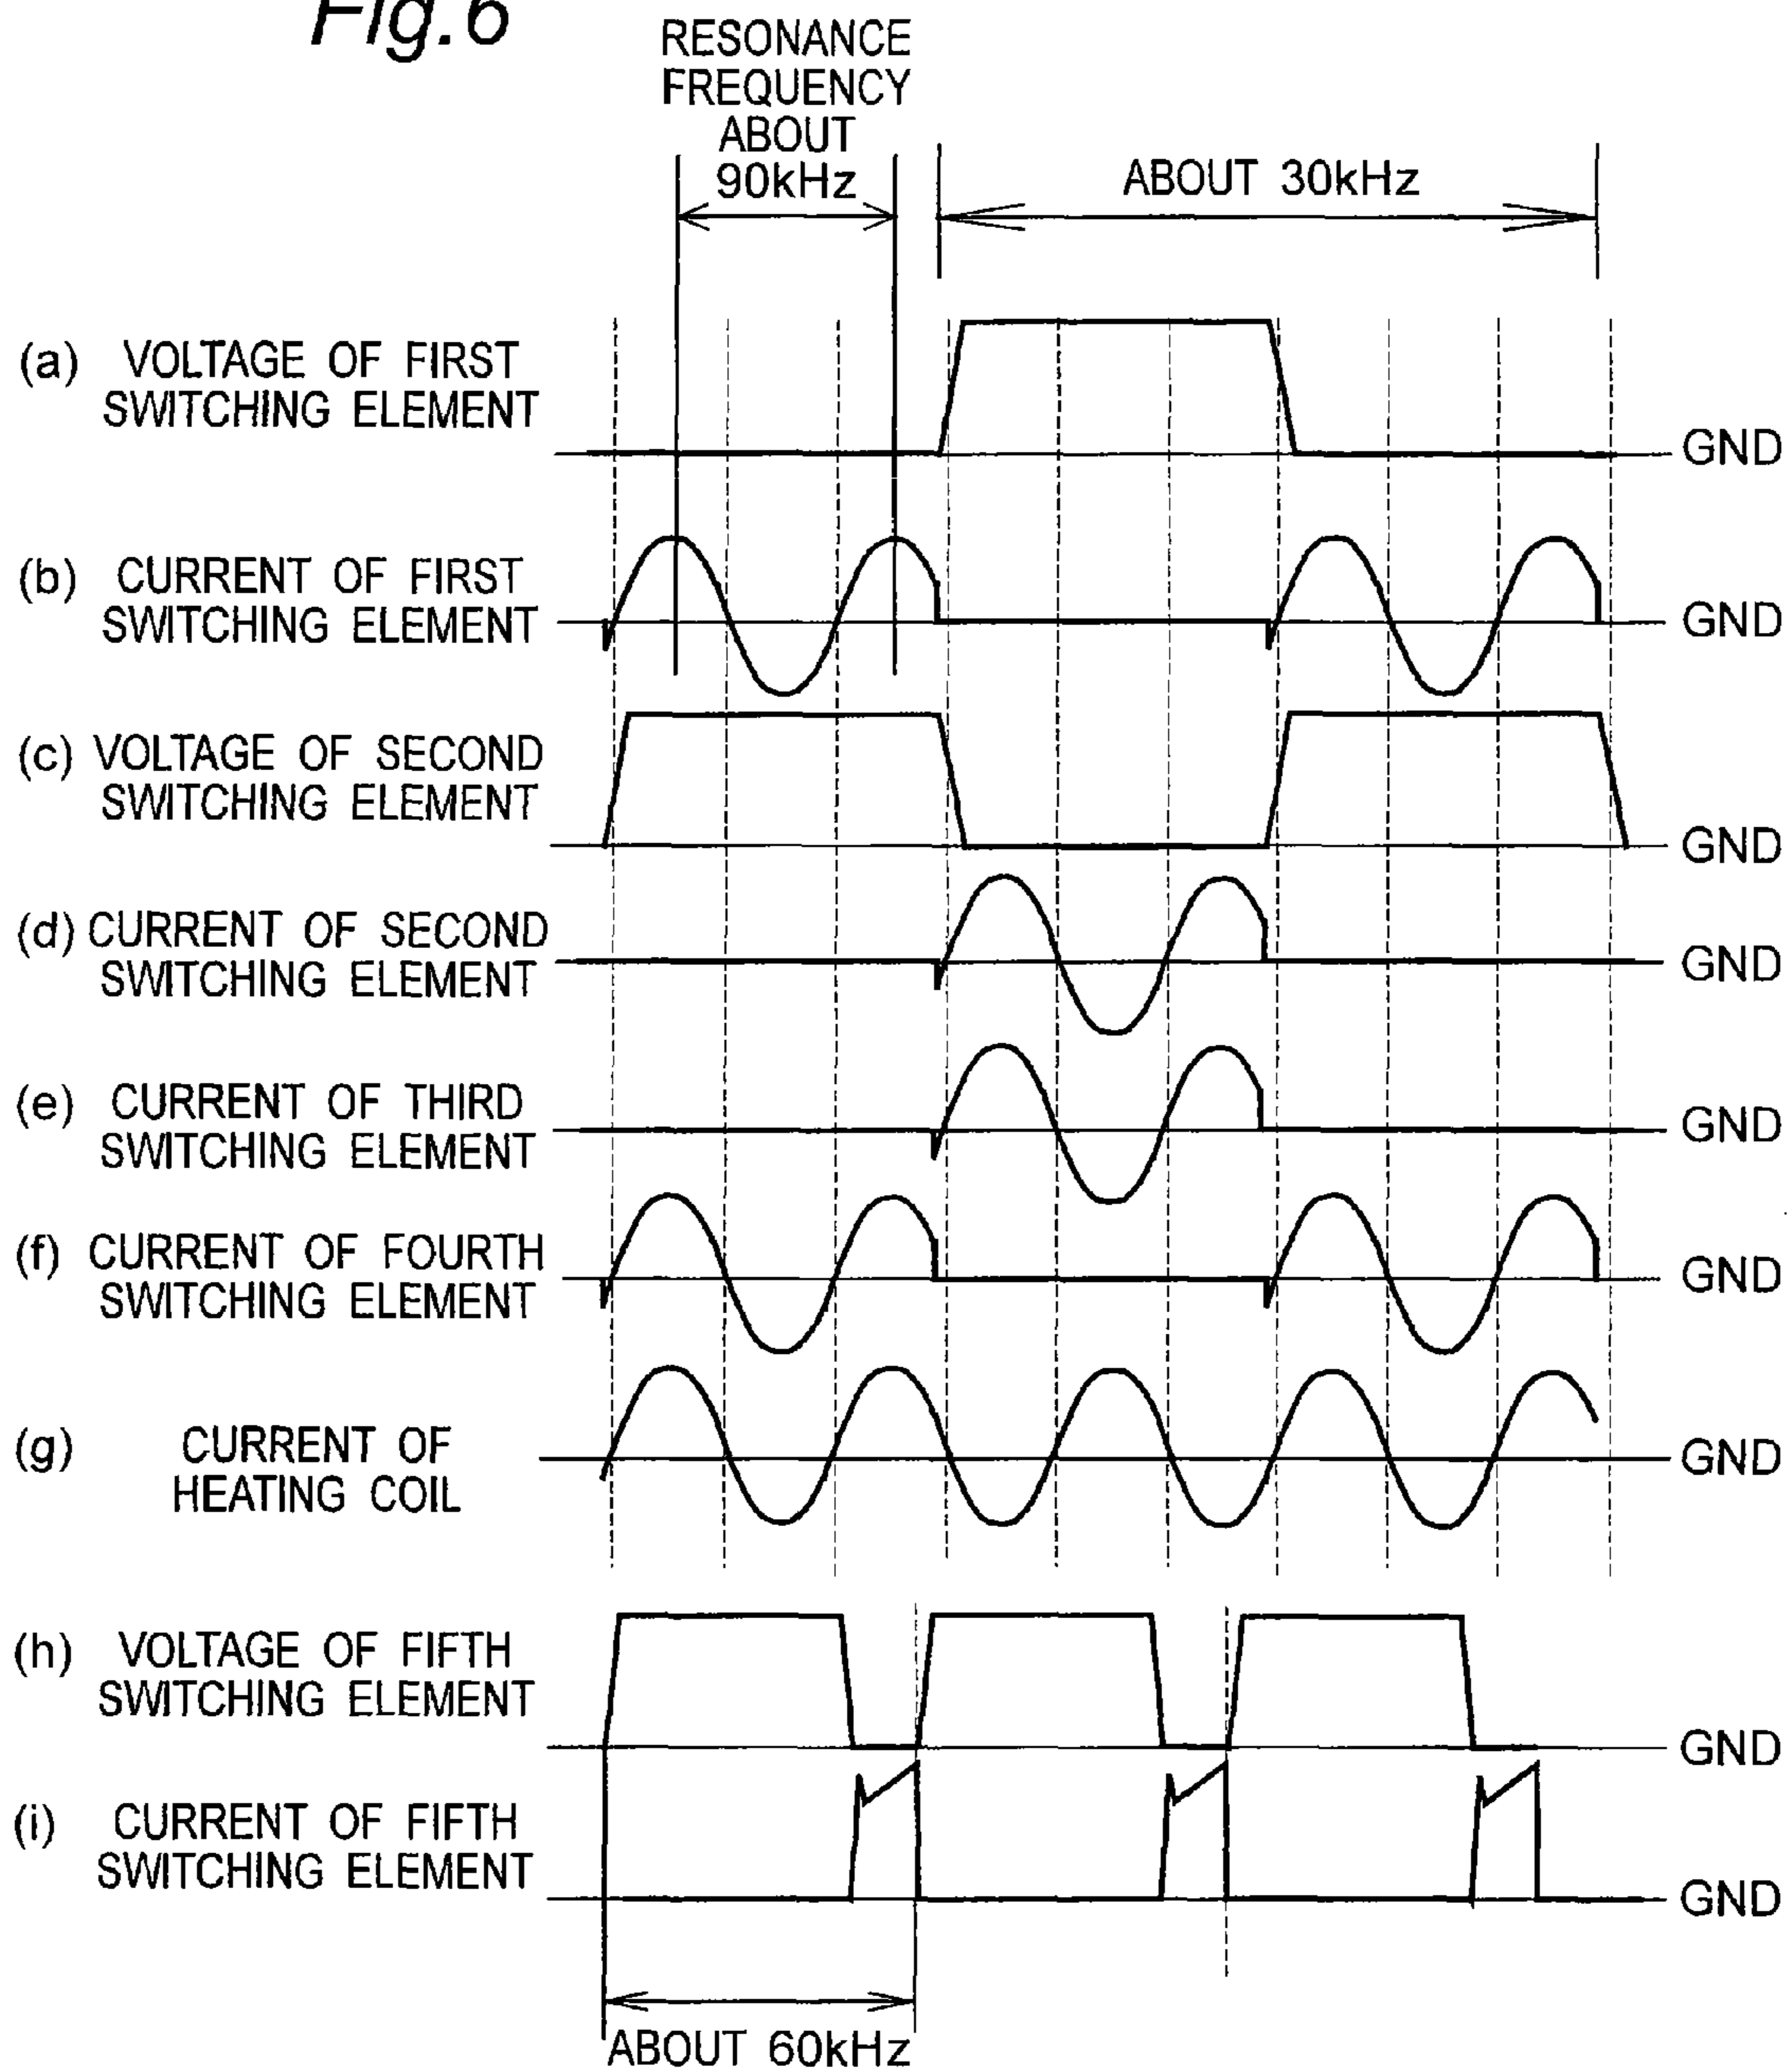 Fig.6
RESONANCE
FREQUENCY
ABOUT
90kHz
ABOUT 30kHz
(a) VOLTAGE OF FIRST
SWITCHING ELEMENT
GND
(b) CURRENT OF FIRST
SWITCHING ELEMENT
GND
(c) VOLTAGE OF SECOND
SWITCHING ELEMENT
GND
(d) CURRENT OF SECOND
SWITCHING ELEMENT
GND
(e) CURRENT OF THIRD
SWITCHING ELEMENT
GND
(f) CURRENT OF FOURTH
SWITCHING ELEMENT
GND
(g) CURRENT OF
HEATING COIL
GND
(h) VOLTAGE OF FIFTH
SWITCHING ELEMENT
GND
(i) CURRENT OF FIFTH
SWITCHING ELEMENT
GND
ABOUT 60kHz